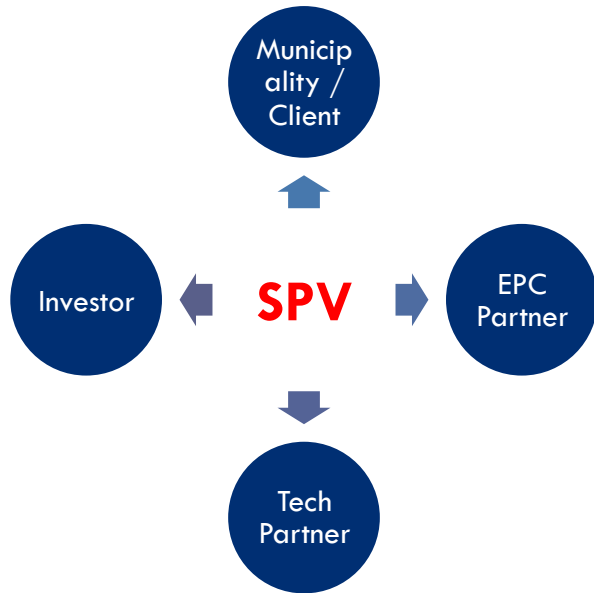 Municip
ality /
Client
Investor
SPV
EPC
Partner
Tech
Partner